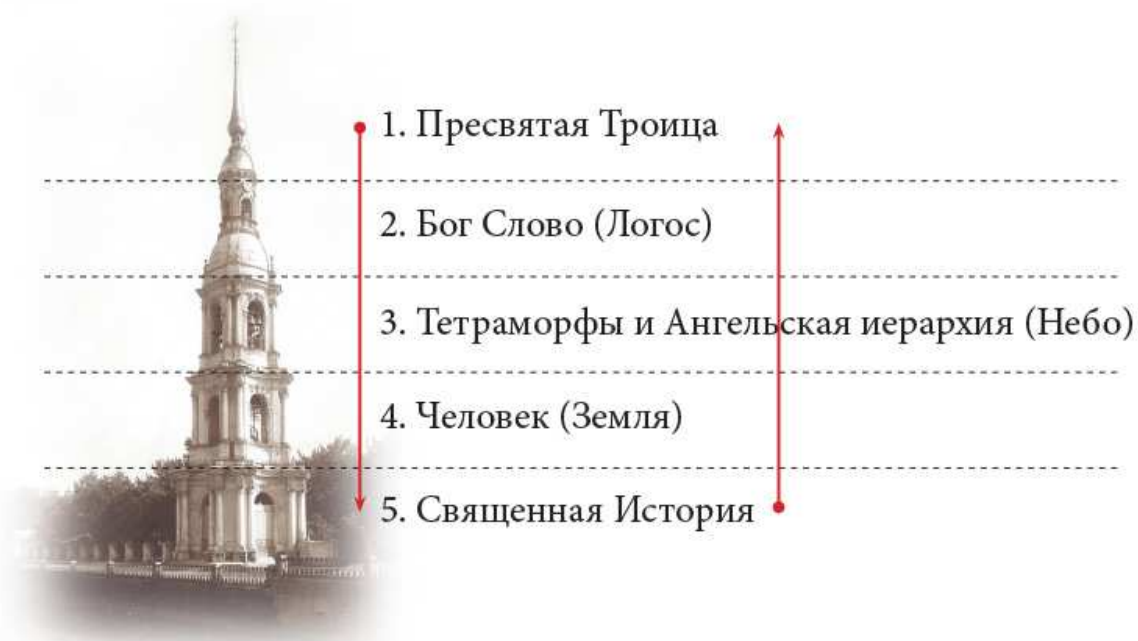 1. Пресвятая Троица
2. Бог Слово (Логос)
3. Тетраморфы и Ангельская иерархия (Небо)
4. Человек (Земля)
5. Священная История